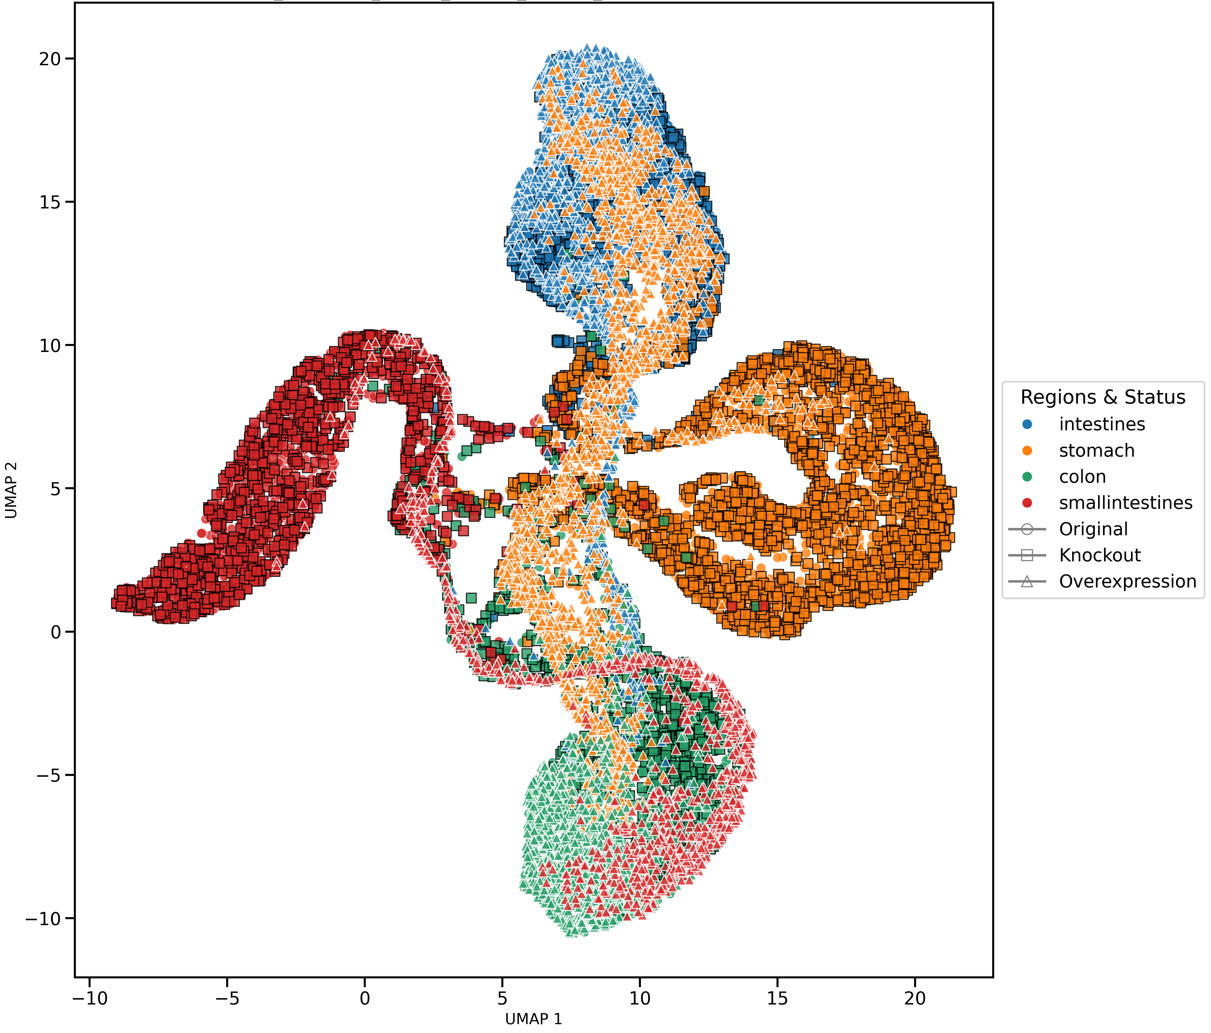 20
15
10
5
0
−5
−10
−10
−5
0
5
10
15
20
UMAP 1
UMAP 2
Regions & Status
intestines
stomach
colon
smallintestines
Original
Knockout
Overexpression